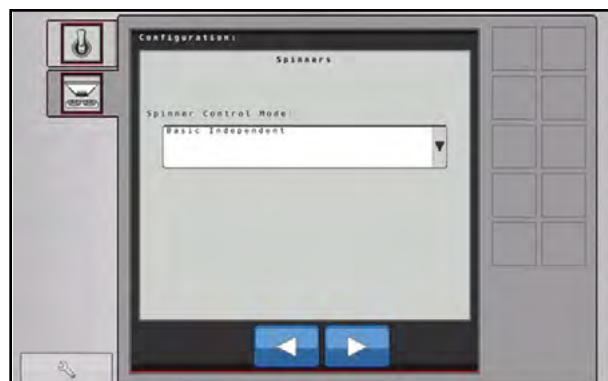 Configuration:
Spinners
Spinner Control Mode:
Basic Independent